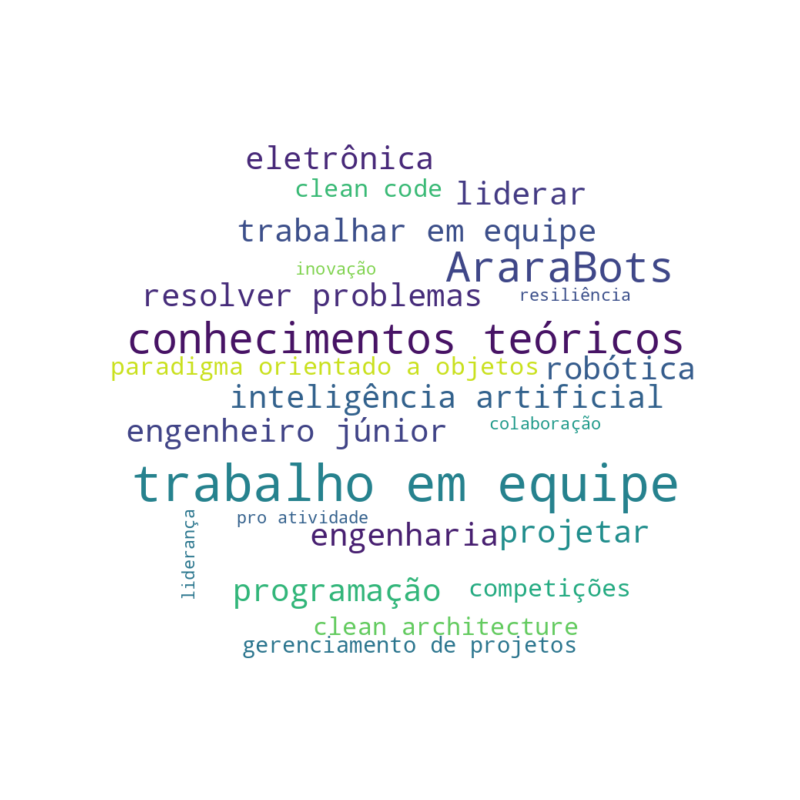 eletrônica
clean code
liderar
trabalhar em equipe
AraraBots
inovação
resolver problemas
resiliência
conhecimentos teóricos
paradigma orientado a objetos
robótica
inteligência artificial
engenheiro júnior
colaboração
trabalho em equipe
liderança
pro atividade
engenharia
projetar
programação
competições
clean architecture
gerenciamento de projetos